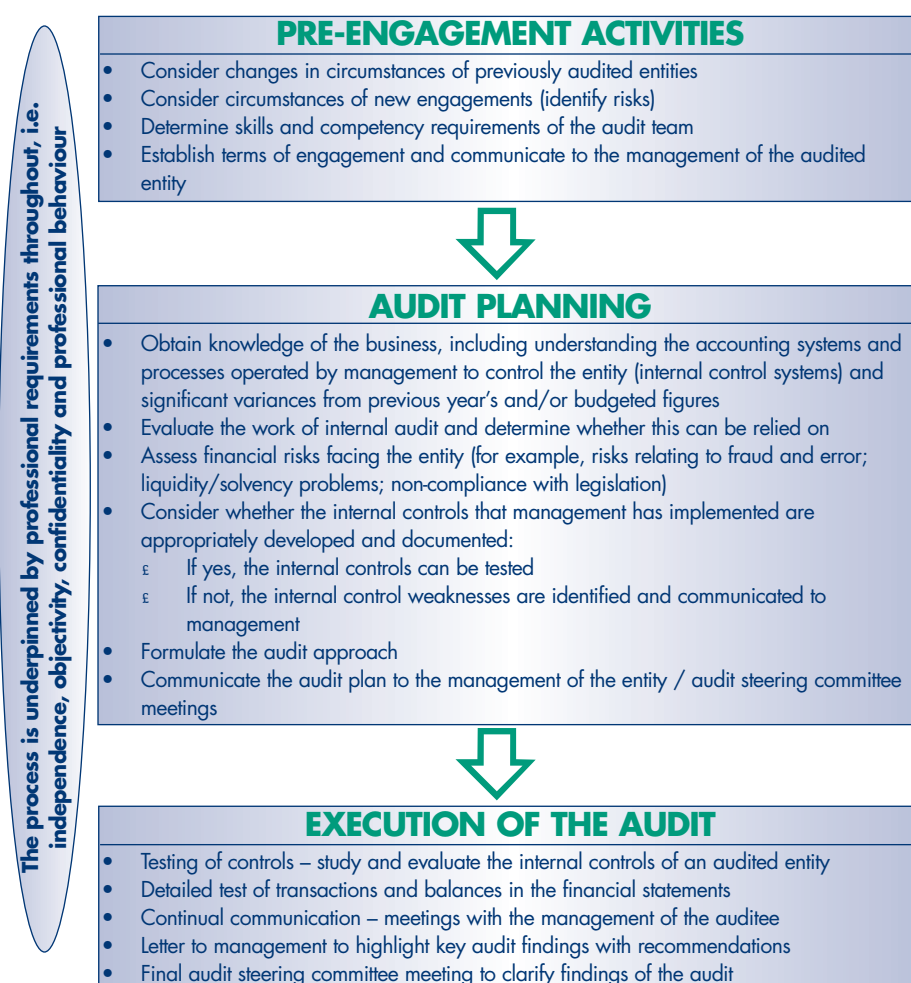 The process is underpinned by professional requirements throughout, i.e.
independence, objectivity, confidentiality and professional behaviour
PRE-ENGAGEMENT ACTIVITIES
• Consider changes in circumstances of previously audited entities
• Consider circumstances of new engagements (identify risks)
• Determine skills and competency requirements of the audit team
• Establish terms of engagement and communicate to the management of the audited
entity
AUDIT PLANNING
• Obtain knowledge of the business, including understanding the accounting systems and
processes operated by management to control the entity (internal control systems) and
significant variances from previous year's and/or budgeted figures
• Evaluate the work of internal audit and determine whether this can be relied on
• Assess financial risks facing the entity (for example, risks relating to fraud and error;
liquidity/solvency problems; non-compliance with legislation)
• Consider whether the internal controls that management has implemented are
appropriately developed and documented:
£ If yes, the internal controls can be tested
£ If not, the internal control weaknesses are identified and communicated to
management
• Formulate the audit approach
• Communicate the audit plan to the management of the entity / audit steering committee
meetings
EXECUTION OF THE AUDIT
• Testing of controls – study and evaluate the internal controls of an audited entity
• Detailed test of transactions and balances in the financial statements
• Continual communication – meetings with the management of the auditee
• Letter to management to highlight key audit findings with recommendations
• Final audit steering committee meeting to clarify findings of the audit